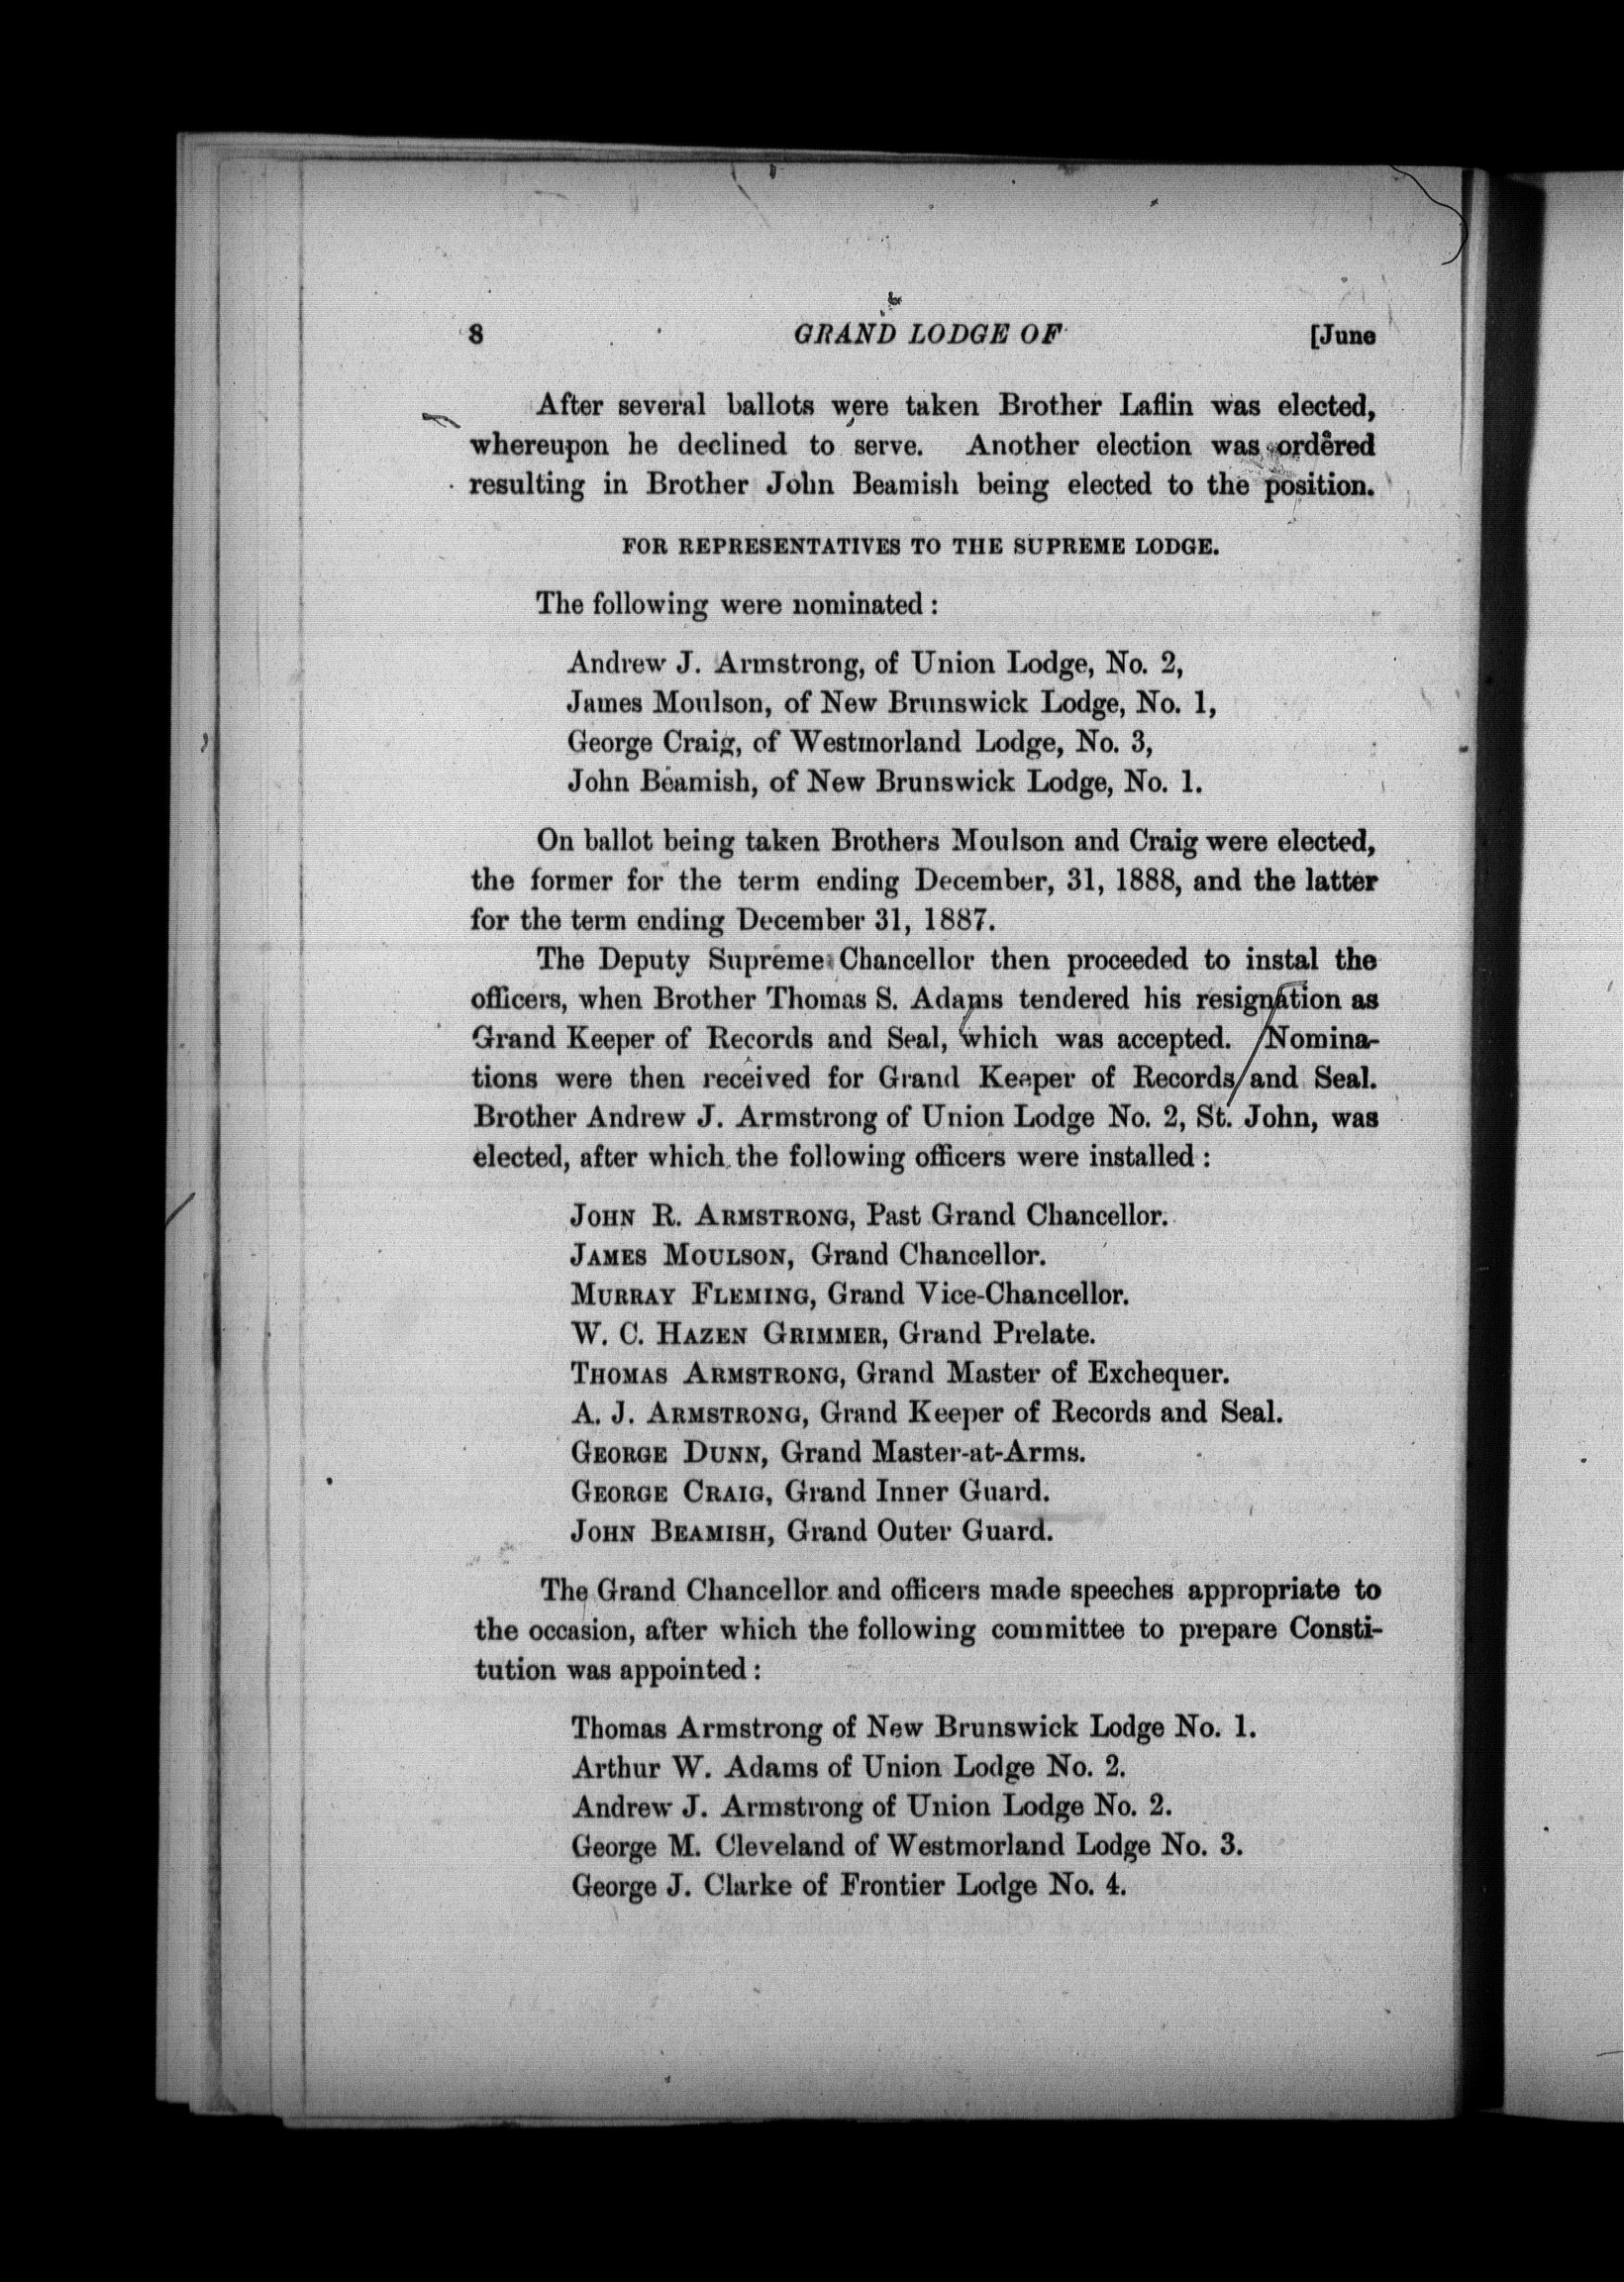 8 GRAND LODGE OF [June
After several ballots were taken Brother Laflin was elected,
whereupon he declined to serve. Another election was ordered
resulting in Brother John Beamish being elected to the position.
FOR REPRESENTATIVES TO THE SUPREME LODGE.
The following were nominated :
Andrew J. Armstrong, of Union Lodge, No. 2,
James Moulson, of New Brunswick Lodge, No. 1,
George Craig, of Westmorland Lodge, No. 3,
John Beamish, of New Brunswick Lodge, No. 1.
On ballot being taken Brothers Moulson and Craig were elected,
the former for the term ending December, 31, 1888, and the latter
for the term ending December 31, 1887.
The Deputy Supreme Chancellor then proceeded to instal the
officers, when Brother Thomas S. Adams tendered his resignation as
Grand Keeper of Records and Seal, which was accepted. Nomina-
tions were then received for Grand Keeper of Records and Seal.
Brother Andrew J. Armstrong of Union Lodge No. 2, St. John, was
elected, after which the following officers were installed :
JOHN R. ARMSTRONG, Past Grand Chancellor.
JAMES MOULSON, Grand Chancellor.
MURRAY FLEMING, Grand Vice-Chancellor.
W. C. HAZEN GRIMMER, Grand Prelate.
THOMAS ARMSTRONG, Grand Master of Exchequer.
A. J. ARMSTRONG, Grand Keeper of Records and Seal.
GEORGE DUNN, Grand Master-at-Arms.
GEORGE CRAIG, Grand Inner Guard.
JOHN BEAMISH, Grand Outer Guard.
The Grand Chancellor and officers made speeches appropriate to
the occasion, after which the following committee to prepare Consti-
tution was appointed :
Thomas Armstrong of New Brunswick Lodge No. 1.
Arthur W. Adams of Union Lodge No. 2.
Andrew J. Armstrong of Union Lodge No. 2.
George M. Cleveland of Westmorland Lodge No. 3.
George J. Clarke of Frontier Lodge No. 4.